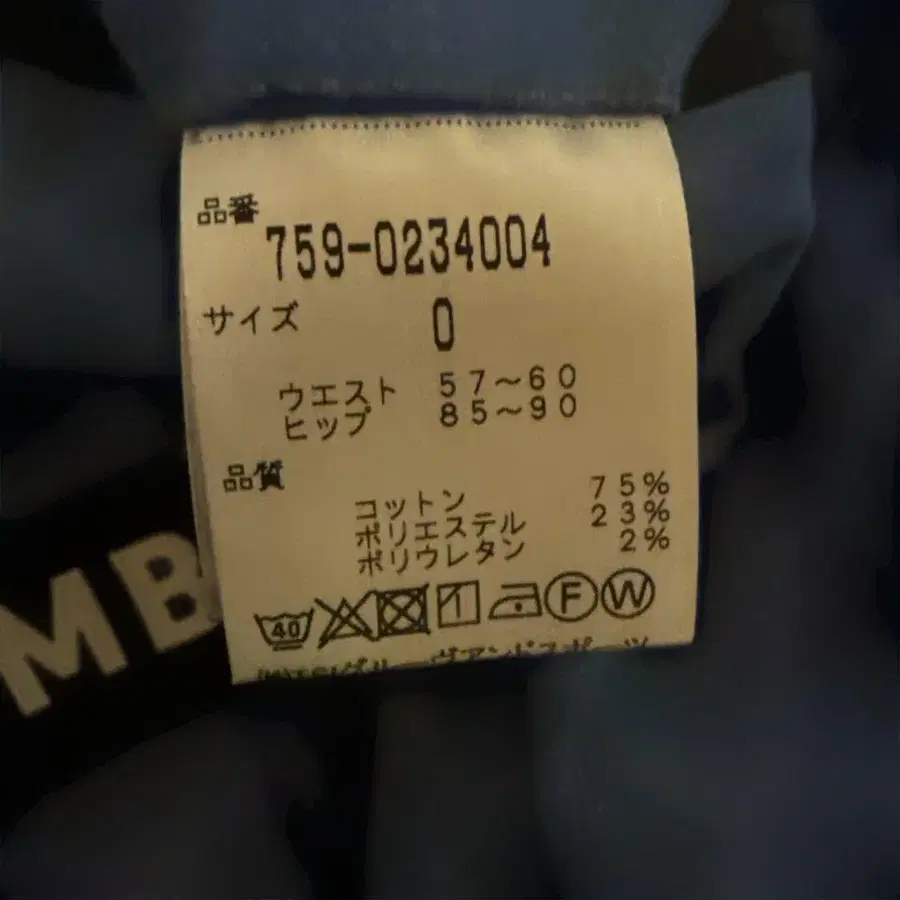 品番
759-0234004
サイズ 0
ウエスト 57～60
ヒップ 85～90
品質
コットン 75%
ポリエステル 23%
ポリウレタン 2%
40 F W
MB